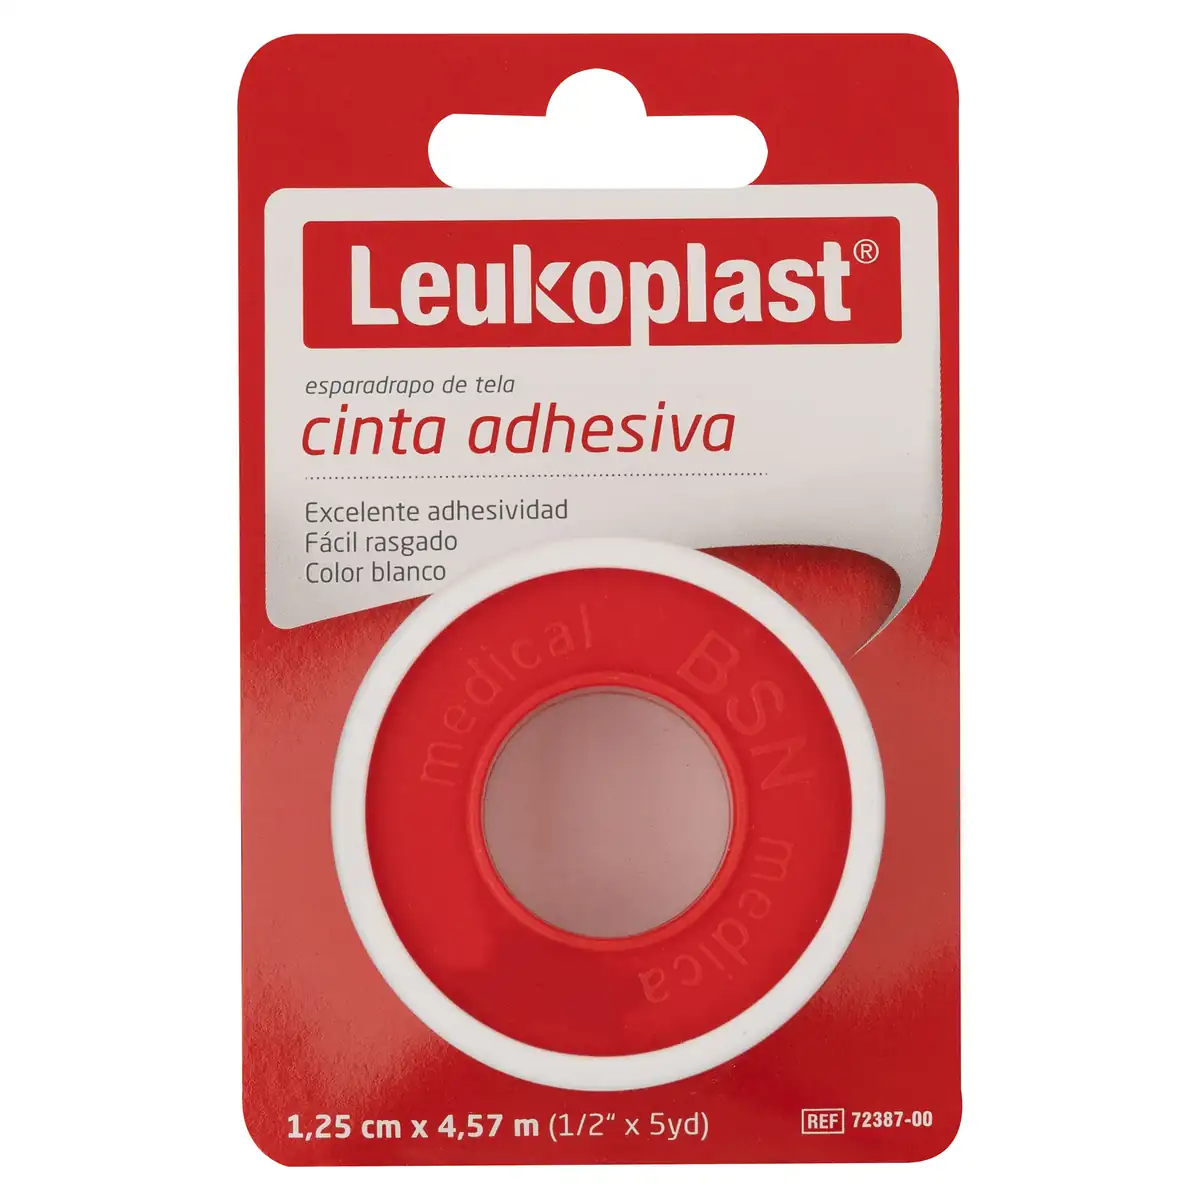 Leukoplast®
esparadrapo de tela
cinta adhesiva
Excelente adhesividad
Fácil rasgado
Color blanco
medical
BSN medical
1,25 cm x 4,57 m (1/2“ x 5yd)
REF 72387-00